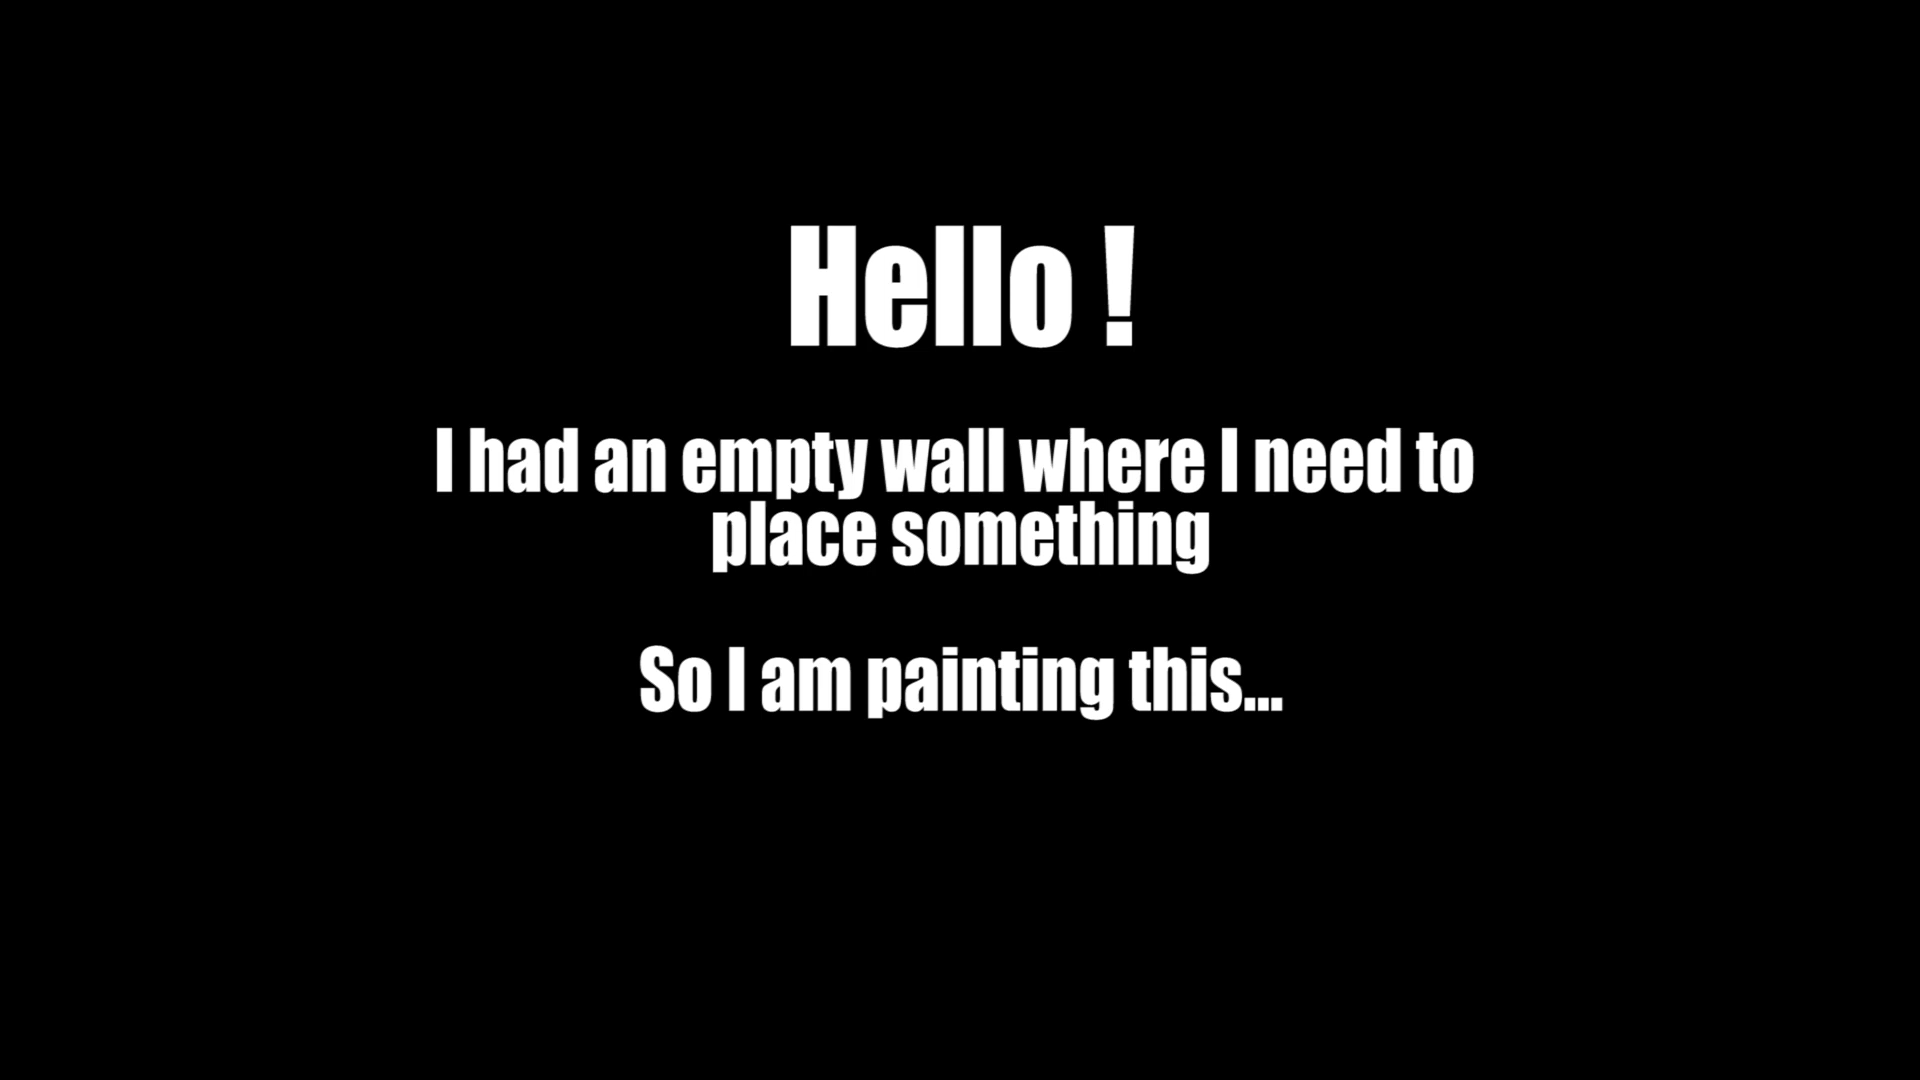 Hello !
I had an empty wall where I need to
place something
So I am painting this...